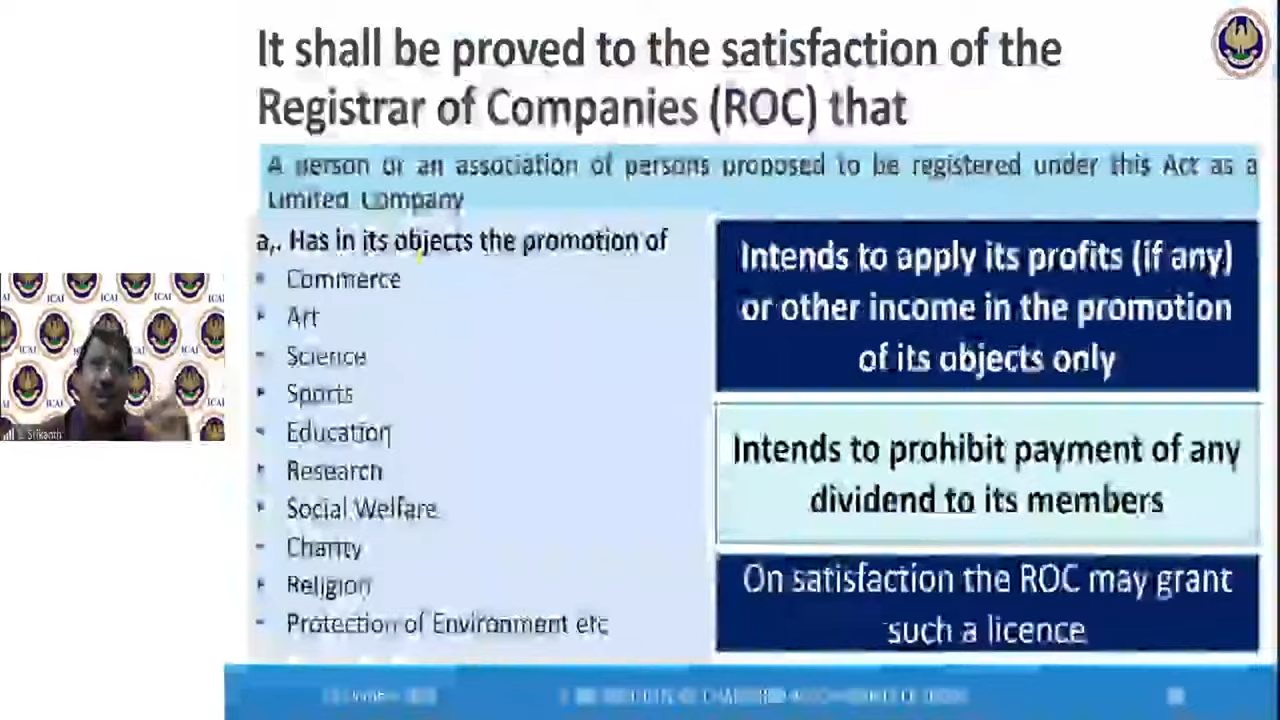 It shall be proved to the satisfaction of the
Registrar of Companies (ROC) that
A person or an association of persons proposed to be registered under this Act as a
Limited Company
a,. Has in its objects the promotion of
Commerce
Art
Science
Sports
Education
Research
Social Welfare
Charity
Religion
Protection of Environment etc
Intends to apply its profits (if any)
or other income in the promotion
of its objects only
Intends to prohibit payment of any
dividend to its members
On satisfaction the ROC may grant
such a licence
ICAI
ICAI
Srikanth